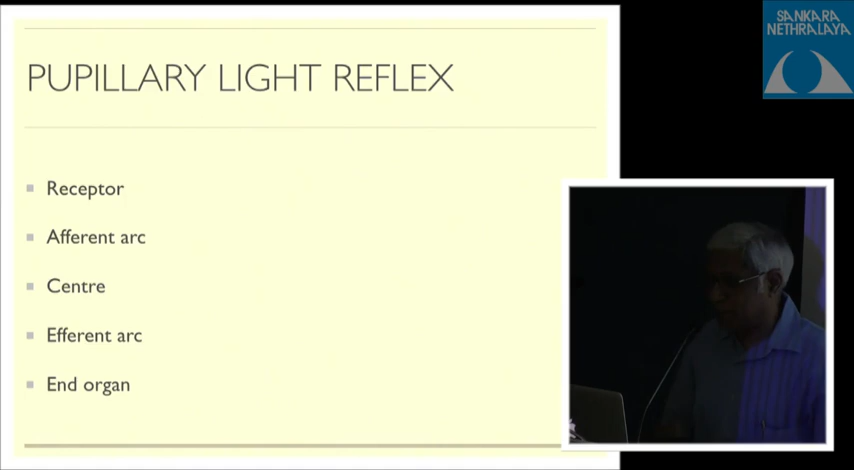 SANKARA
NETHRALAYA
PUPILLARY LIGHT REFLEX
Receptor
Afferent arc
Centre
Efferent arc
End organ